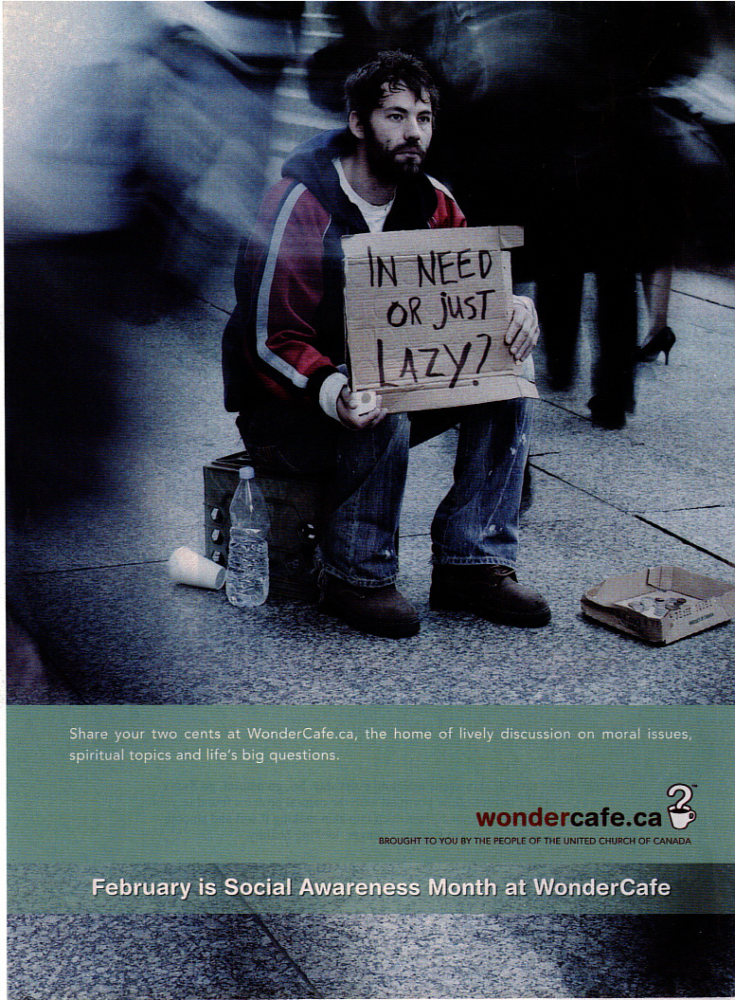 IN NEED
OR JUST
LAZY?
Share your two cents at WonderCafe.ca, the home of lively discussion on moral issues,
spiritual topics and life's big questions.
wondercafe.ca ™
BROUGHT TO YOU BY THE PEOPLE OF THE UNITED CHURCH OF CANADA
February is Social Awareness Month at WonderCafe